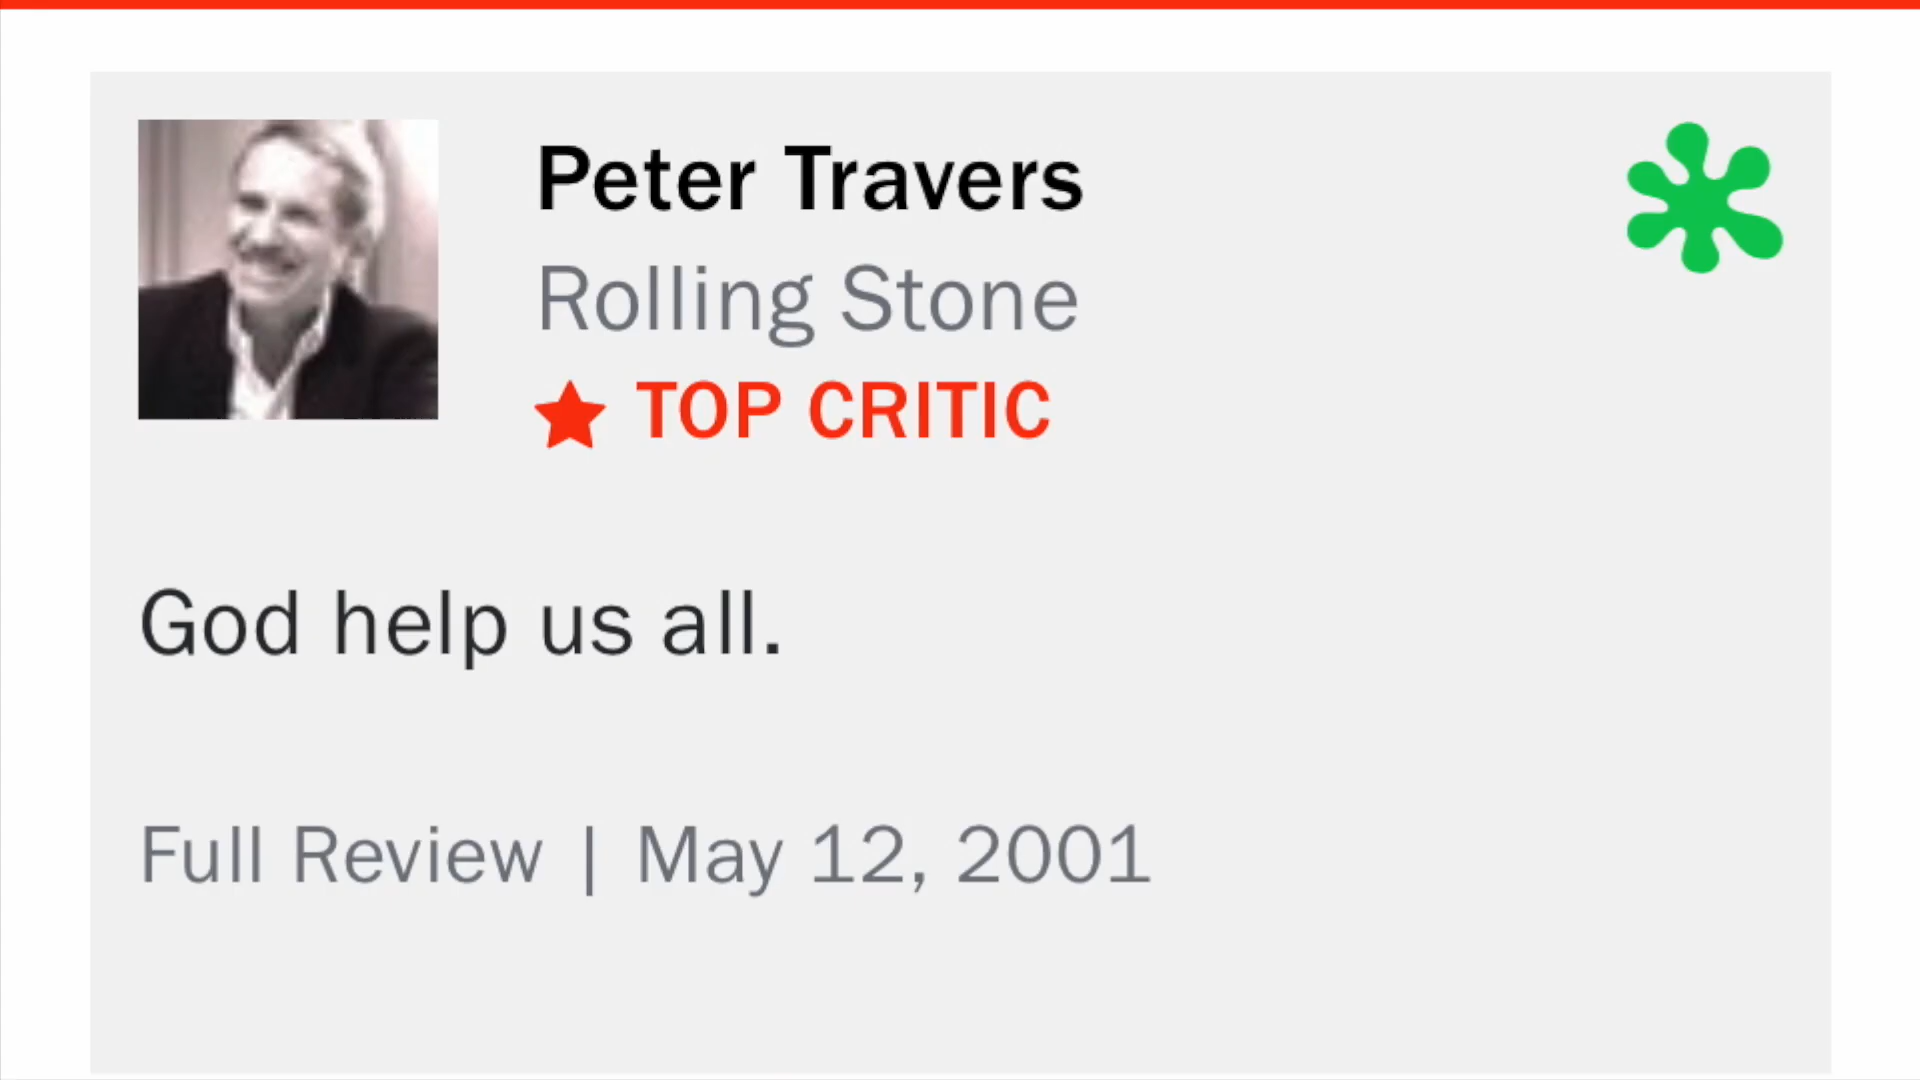 Peter Travers
Rolling Stone
TOP CRITIC
God help us all.
Full Review | May 12, 2001